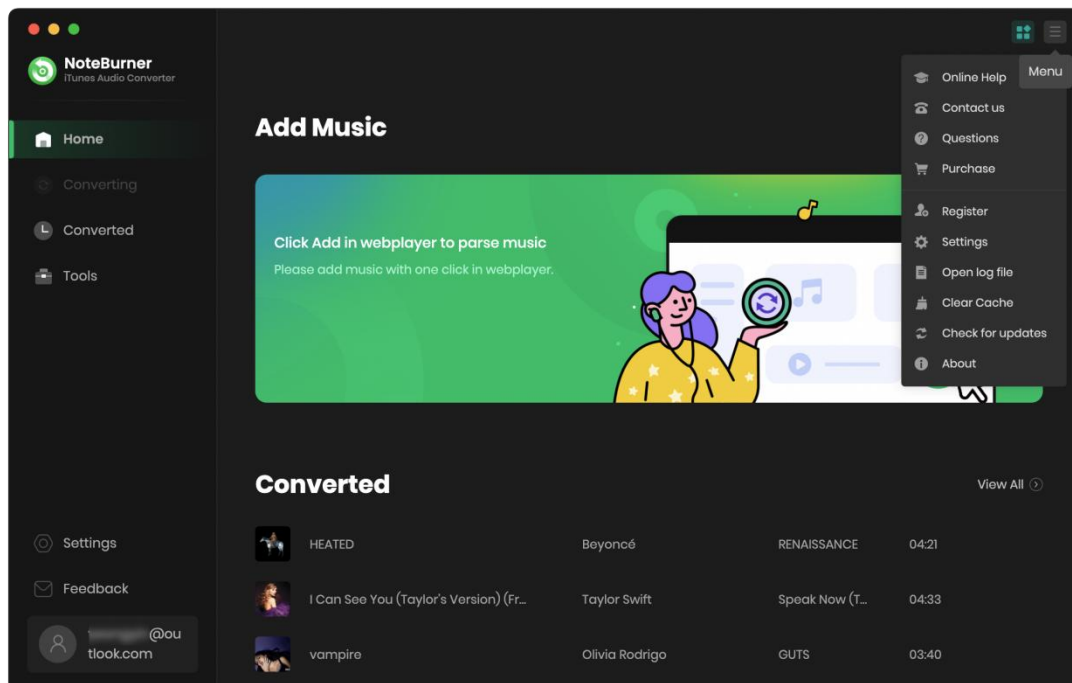 NoteBurner
iTunes Audio Converter
Home
Converting
Converted
Tools
Settings
Feedback
@ou
tlook.com
Menu
Online Help
Contact us
Questions
Purchase
Register
Settings
Open log file
Clear Cache
Check for updates
About
Add Music
Click Add in webplayer to parse music
Please add music with one click in webplayer.
Converted
View All
HEATED Beyoncé RENAISSANCE 04:21
I Can See You (Taylor's Version) (Fr... Taylor Swift Speak Now (T... 04:33
vampire Olivia Rodrigo GUTS 03:40